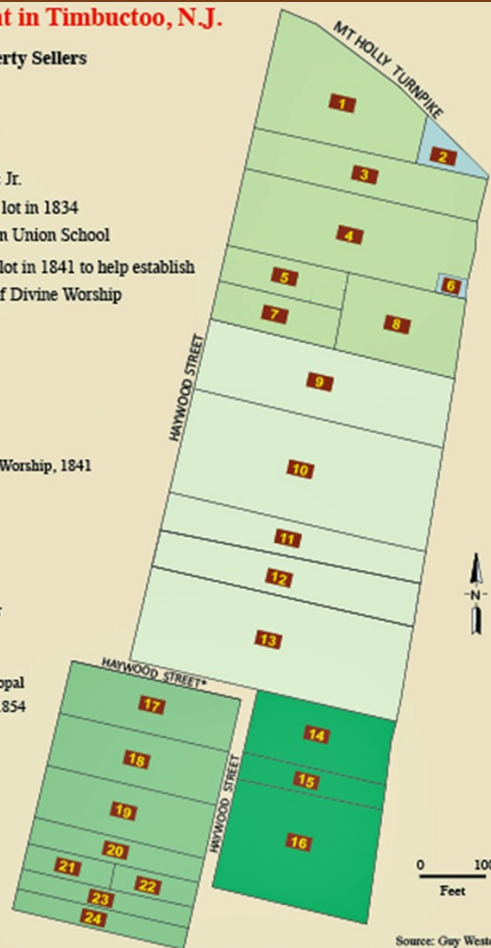 t in Timbuctoo, N.J.
erty Sellers
Jr.
lot in 1834
n Union School
lot in 1841 to help establish
f Divine Worship
Worship, 1841
opal
1854
MT HOLLY TURNPIKE
1
2
3
4
5
6
7
8
HAYWOOD STREET
9
10
11
12
13
N
HAYWOOD STREET*
17
18
19
20
21
22
23
24
HAYWOOD STREET
14
15
16
0 100
Feet
Source: Guy West